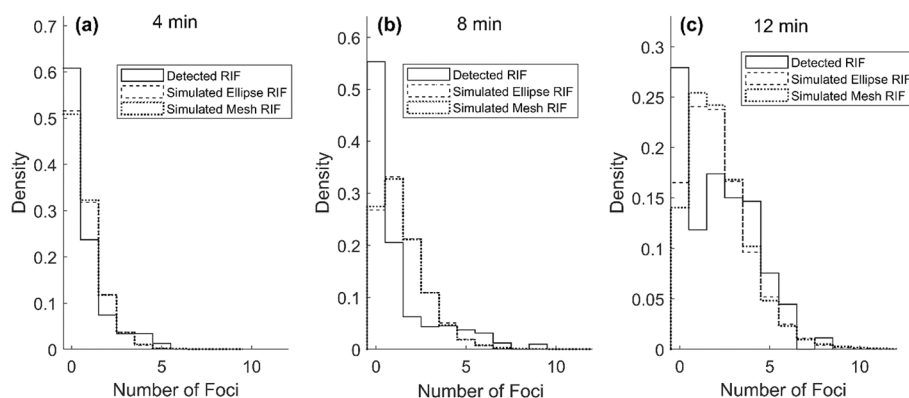 (a)
4 min
0.7
0.6
0.5
0.4
0.3
0.2
0.1
0
Density
Detected RIF
Simulated Ellipse RIF
Simulated Mesh RIF
0 5 10
Number of Foci
(b)
8 min
0.6
0.5
0.4
0.3
0.2
0.1
0
Density
Detected RIF
Simulated Ellipse RIF
Simulated Mesh RIF
0 5 10
Number of Foci
(c)
12 min
0.3
0.25
0.2
0.15
0.1
0.05
0
Density
Detected RIF
Simulated Ellipse RIF
Simulated Mesh RIF
0 5 10
Number of Foci